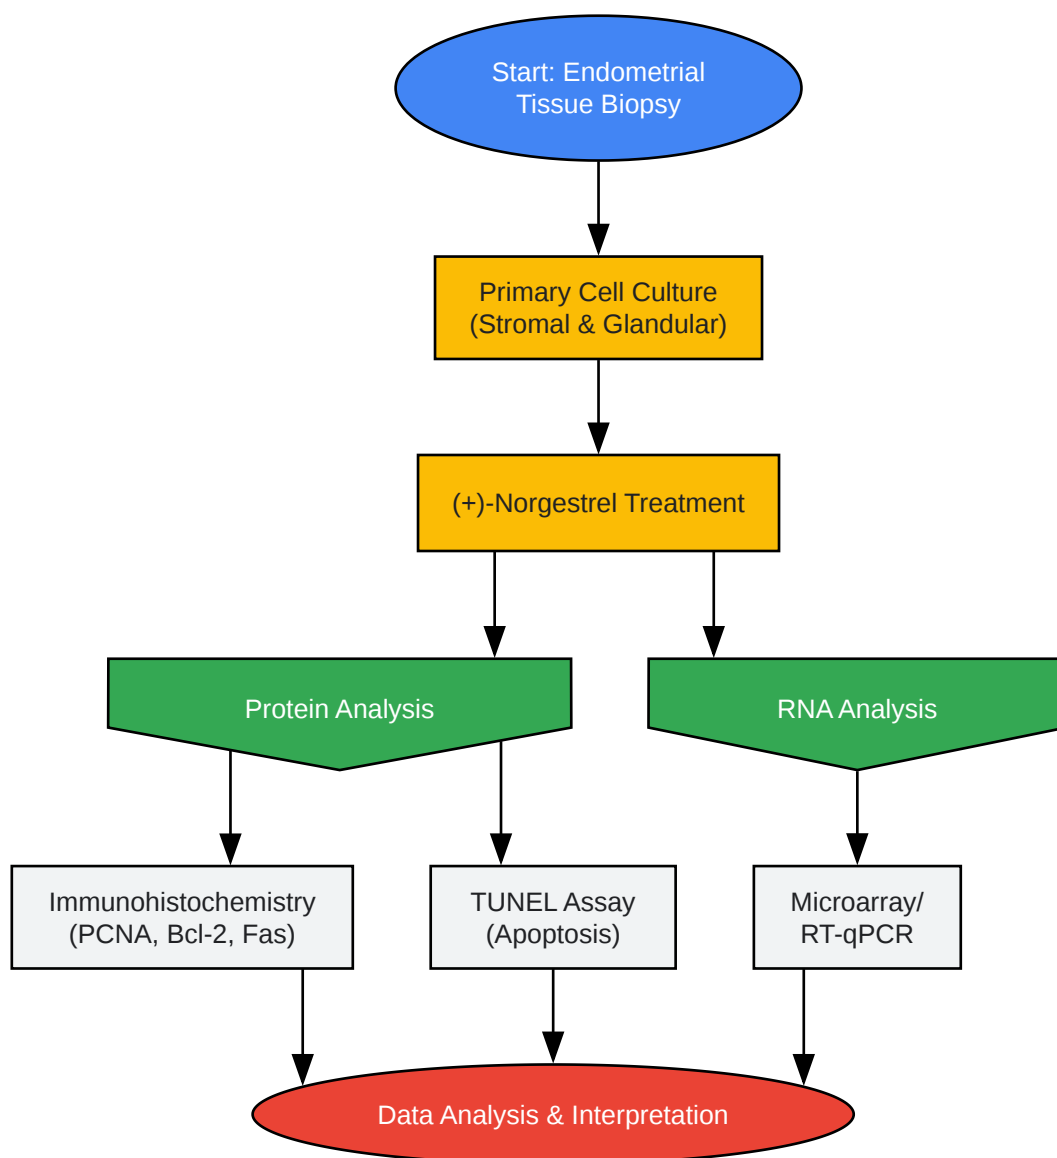 Start: Endometrial
Tissue Biopsy
Primary Cell Culture
(Stromal & Glandular)
(+)-Norgestrel Treatment
Protein Analysis
RNA Analysis
Immunohistochemistry
(PCNA, Bcl-2, Fas)
TUNEL Assay
(Apoptosis)
Microarray/
RT-qPCR
Data Analysis & Interpretation